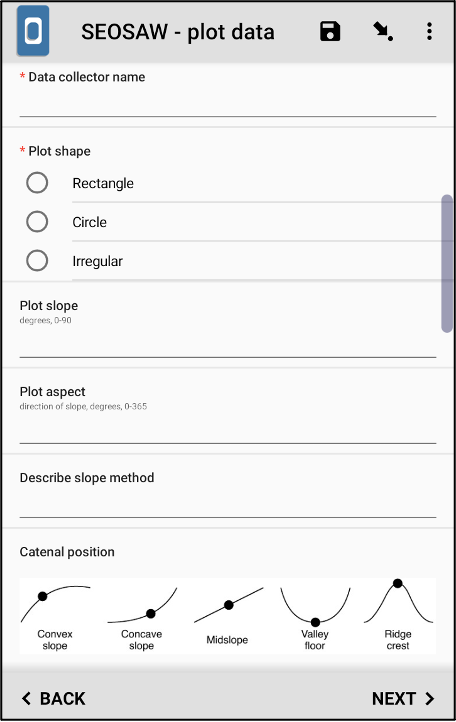 SEOSAW - plot data
* Data collector name
* Plot shape
Rectangle
Circle
Irregular
Plot slope
degrees, 0-90
Plot aspect
direction of slope, degrees, 0-365
Describe slope method
Catenal position
Convex slope
Concave slope
Midslope
Valley floor
Ridge crest
BACK
NEXT